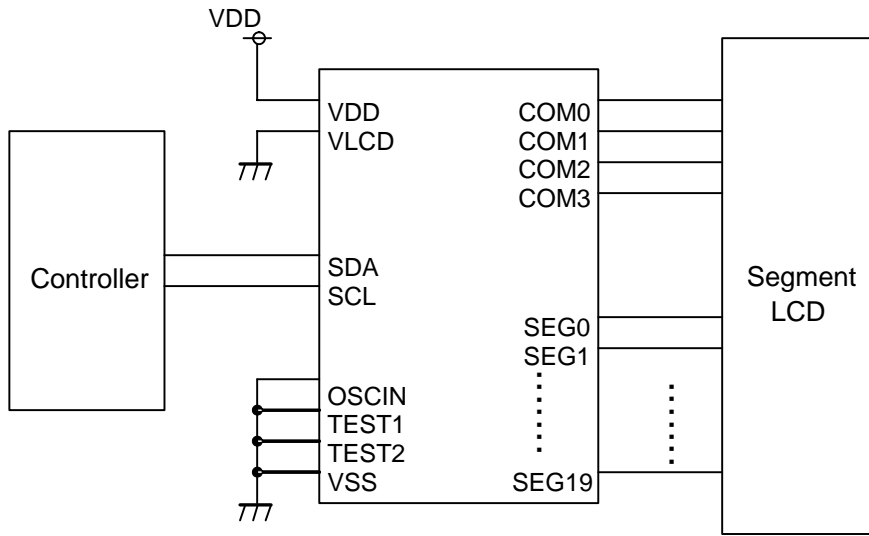 VDD
VDD
VLCD
SDA
SCL
OSCIN
TEST1
TEST2
VSS
COM0
COM1
COM2
COM3
SEG0
SEG1
SEG19
Controller
Segment
LCD